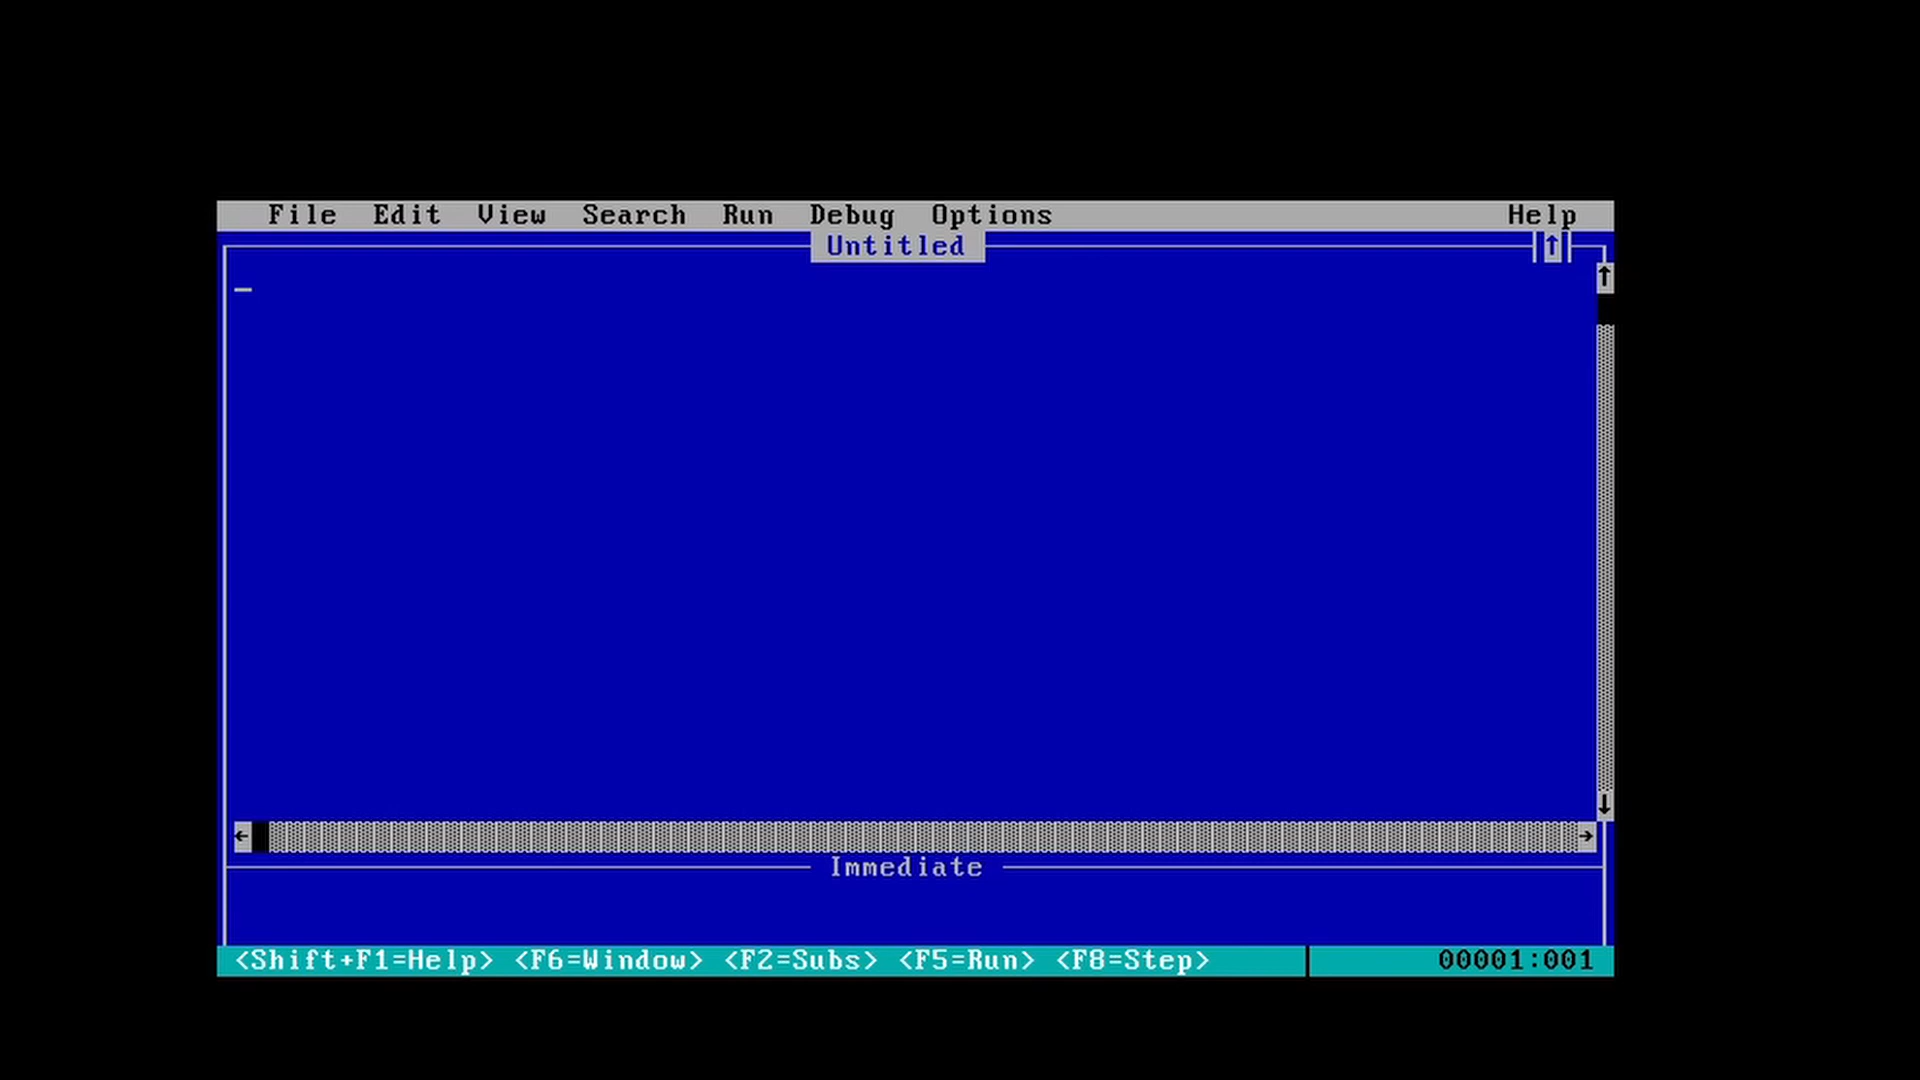 File Edit View Search Run Debug Options Help
Untitled
Immediate
<Shift+F1=Help> <F6=Window> <F2=Subs> <F5=Run> <F8=Step> 00001:001